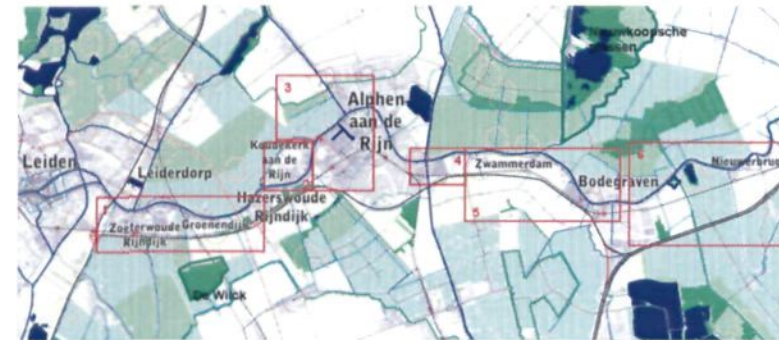 Nieuwkoopsche
Plassen
3
Alphen
aan de
Rijn
Koudekerk
aan de
Rijn
Leiden
Leiderdorp
4
Zwammerdam
6
Nieuwerbrug
Bodegraven
Hazerswoude
Rijndijk
1
Zoeterwoude
Rijndijk
Groenendijk
5
De Wilck